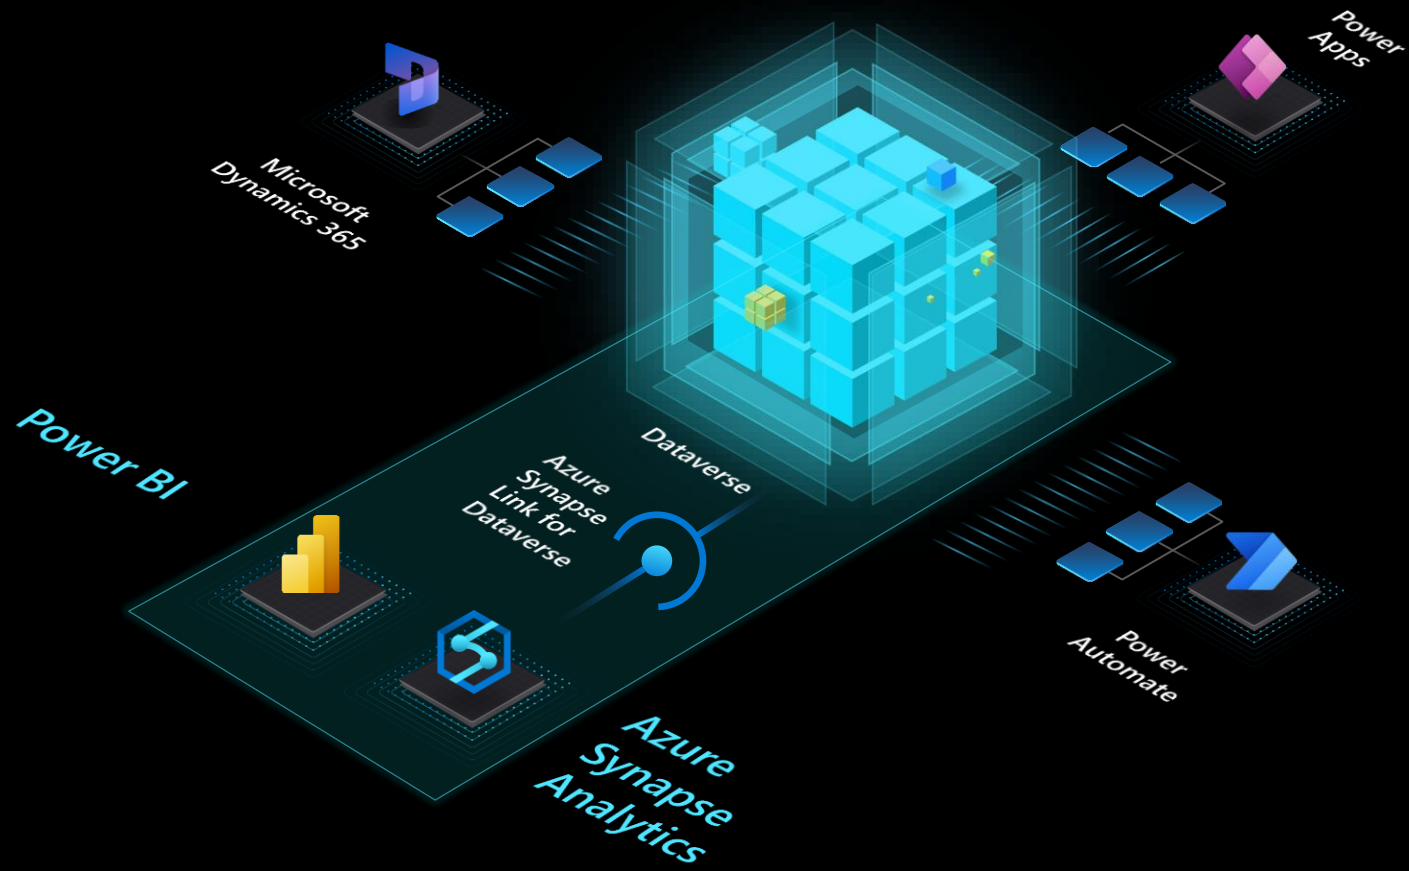 Power
Apps
Microsoft
Dynamics 365
Power BI
Dataverse
Azure
Synapse
Link for
Dataverse
Power
Automate
Azure
Synapse
Analytics